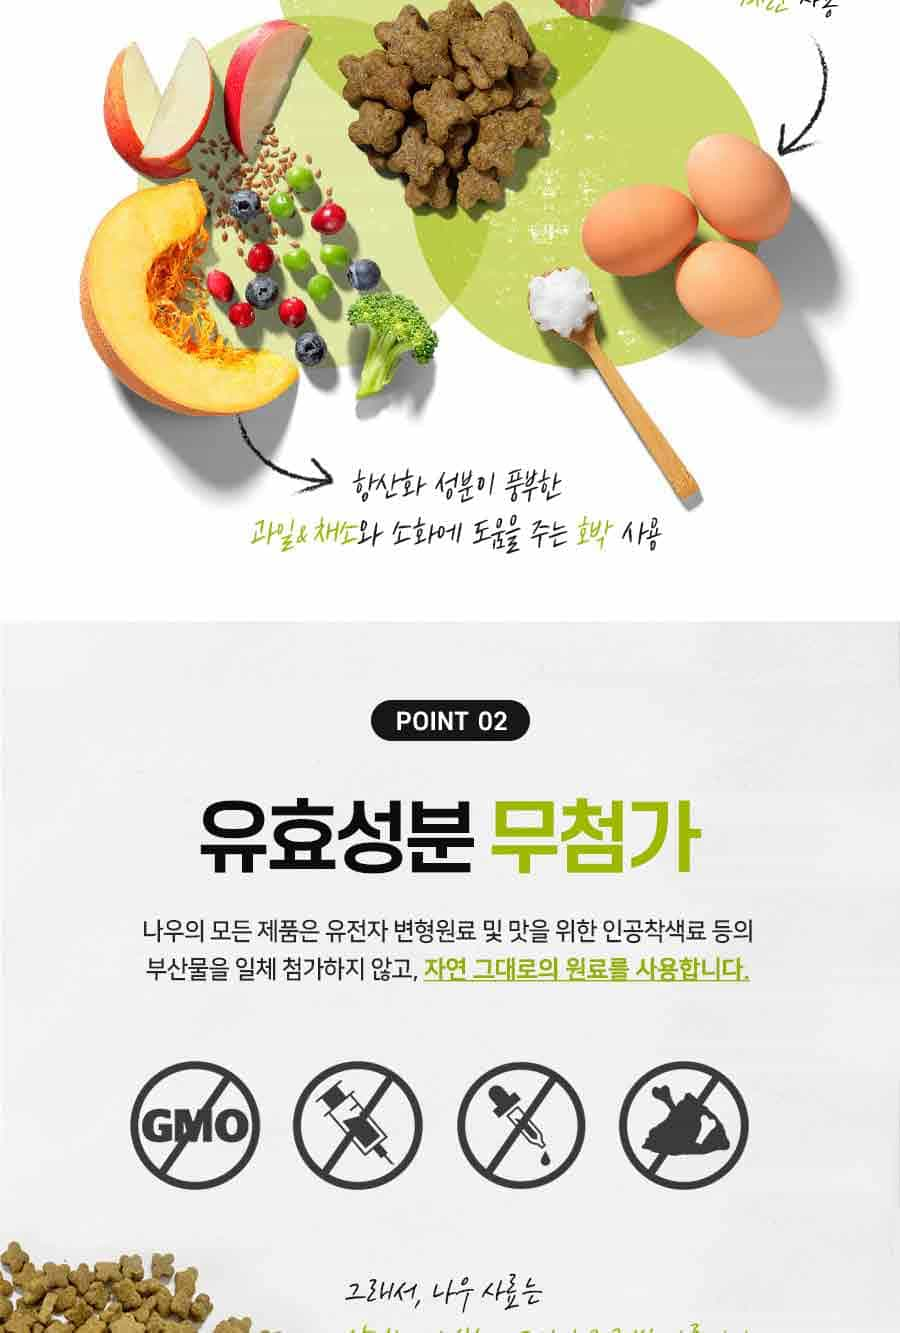 사용
항산화 성분이 풍부한
과일&채소와 소화에 도움을 주는 호박 사용
POINT 02
유효성분 무첨가
나우의 모든 제품은 유전자 변형원료 및 맛을 위한 인공착색료 등의
부산물을 일체 첨가하지 않고, 자연 그대로의 원료를 사용합니다.
GMO
그래서, 나우 사료는